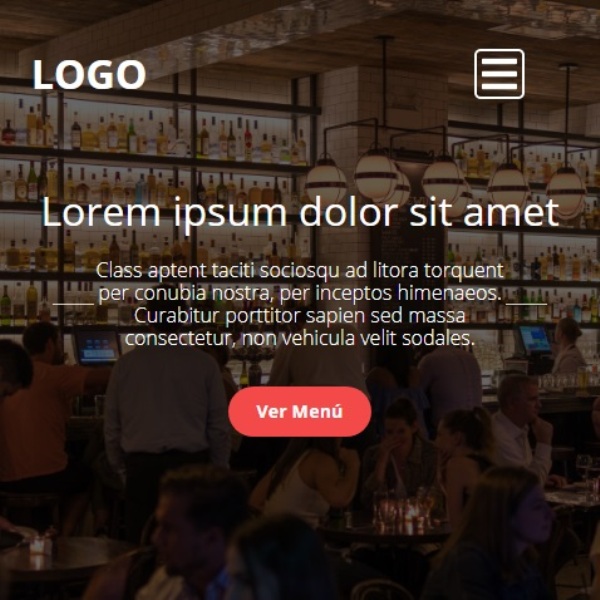 LOGO
Lorem ipsum dolor sit amet
Class aptent taciti sociosqu ad litora torquent
per conubia nostra, per inceptos himenaeos.
Curabitur porttitor sapien sed massa
consectetur, non vehicula velit sodales.
Ver Menú